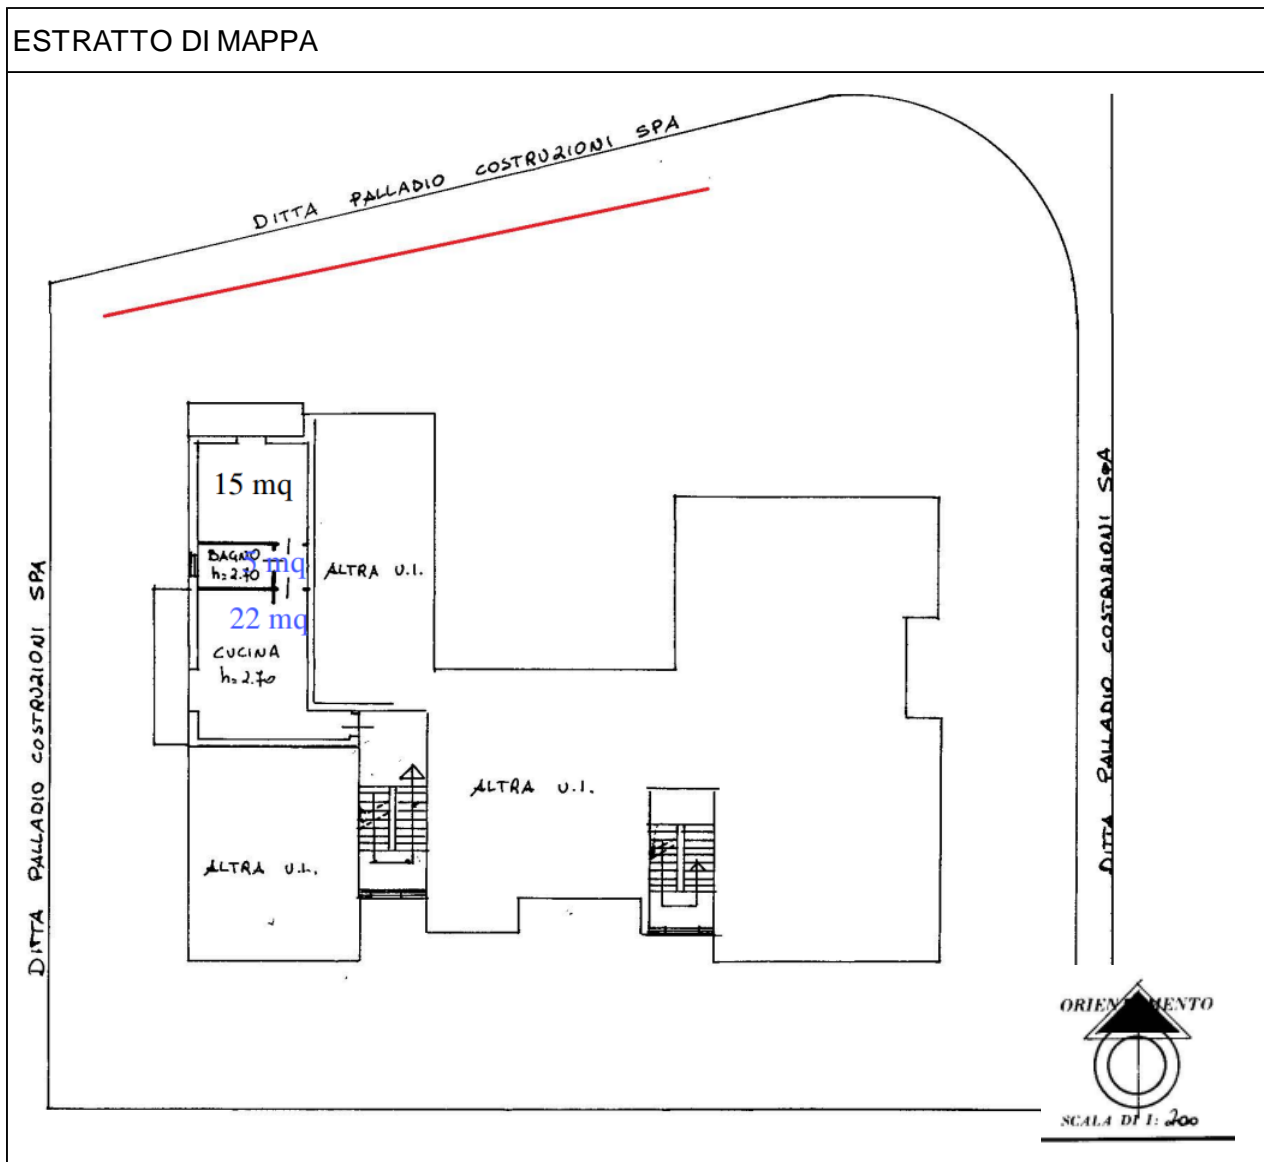 ESTRATTO DI MAPPA
DITTA PALLADIO COSTRUZIONI SPA
15 mq
BAGNO
h=2.70
5 mq
ALTRA U.I.
22 mq
CUCINA
h=2.70
DITTA PALLADIO COSTRUZIONI SPA
DITTA PALLADIO COSTRUZIONI SPA
ALTRA U.I.
ALTRA U.I.
ORIENTAMENTO
SCALA DI 1: 200